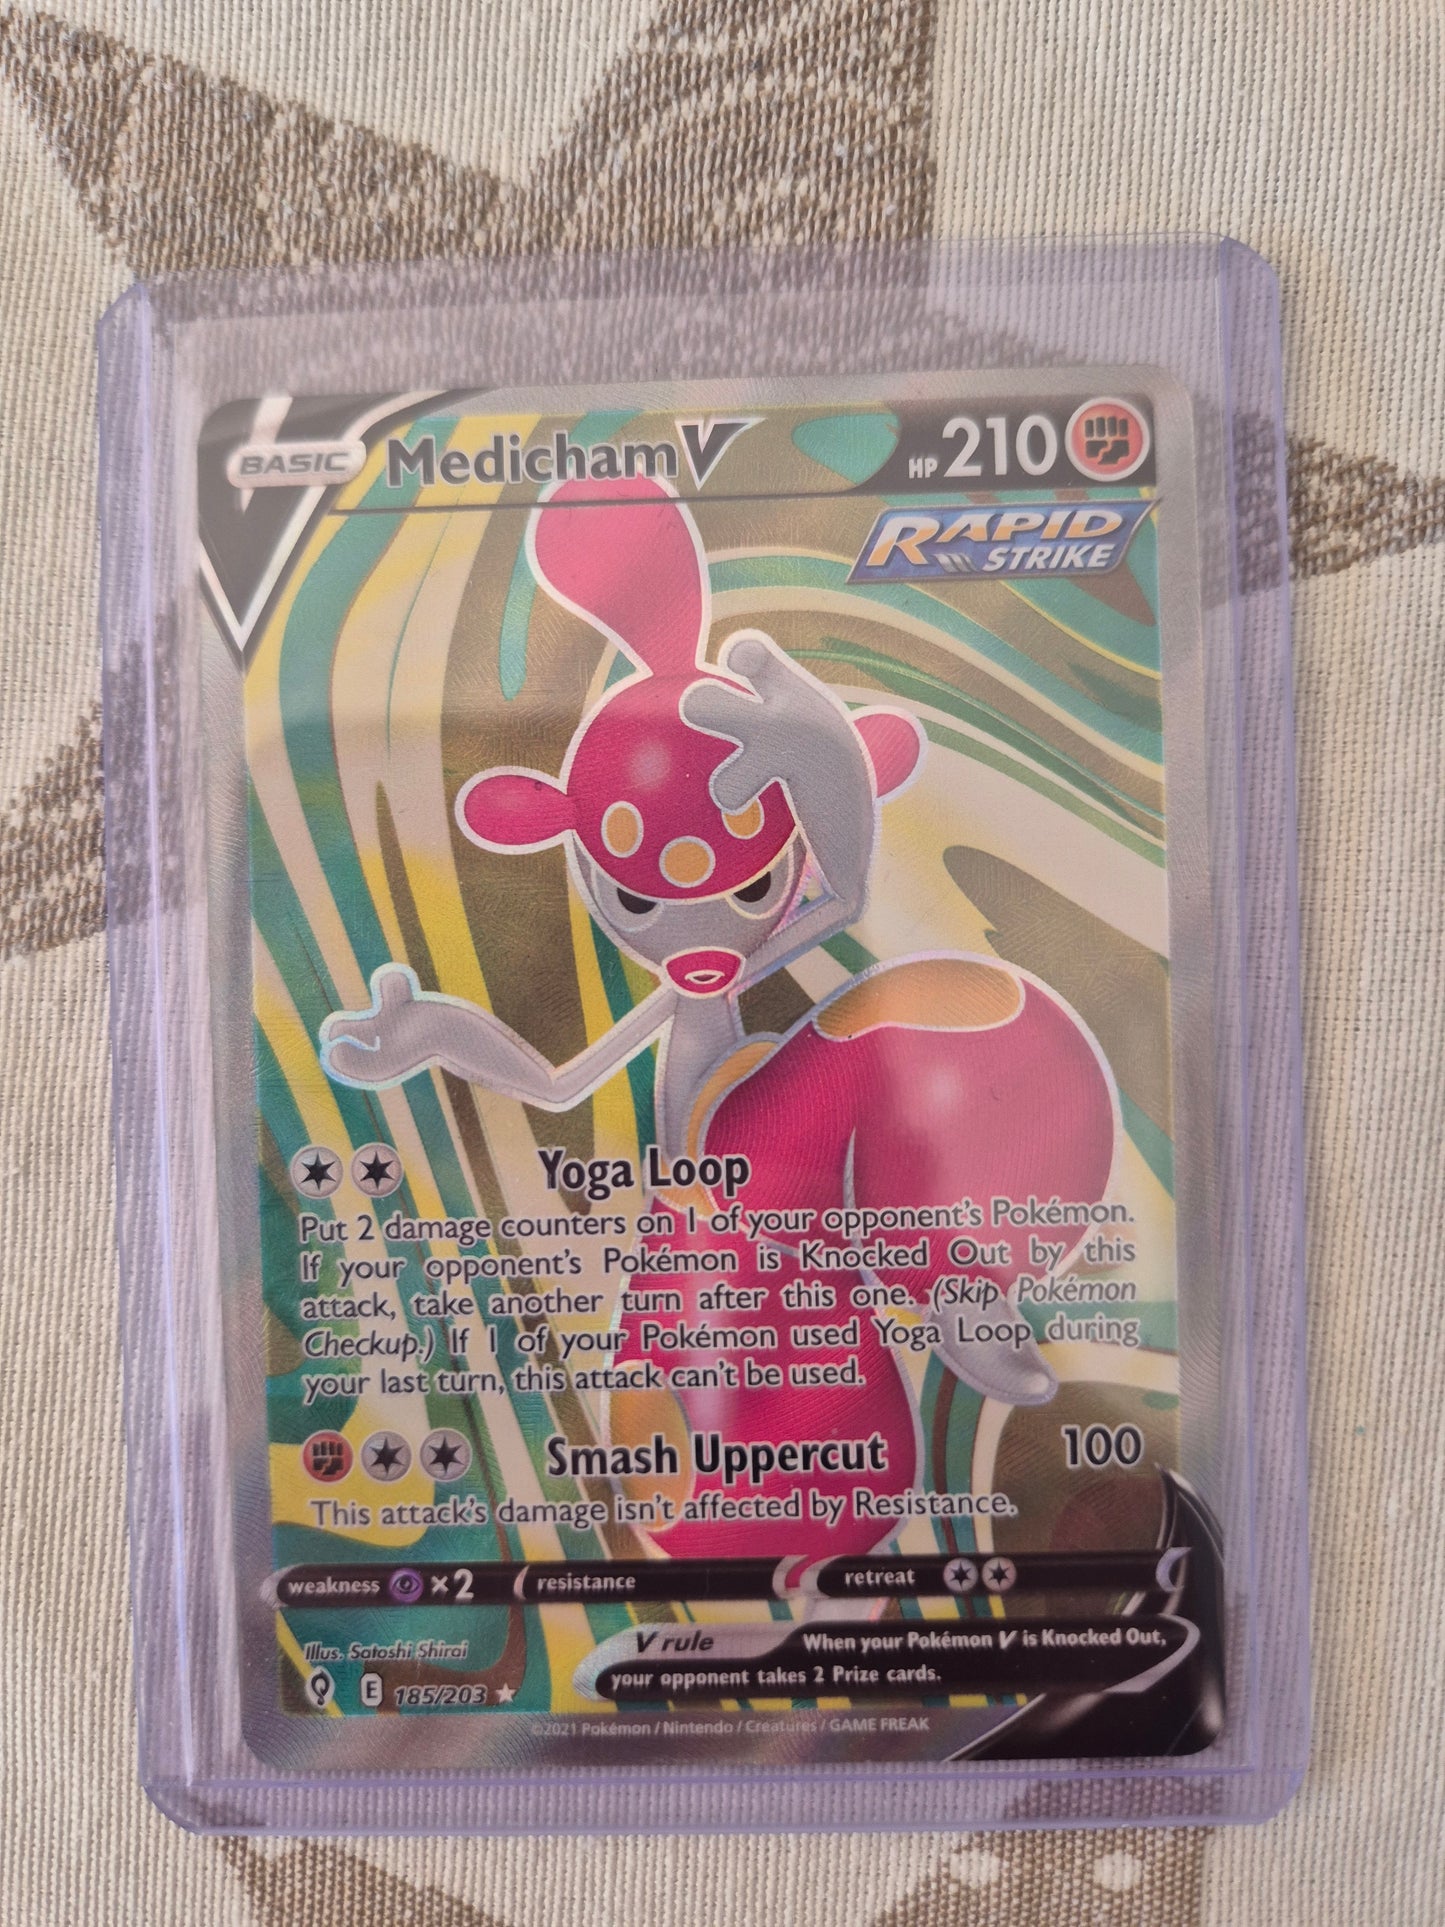 BASIC Medicham V HP 210
RAPID
STRIKE
Yoga Loop
Put 2 damage counters on 1 of your opponent's Pokémon.
If your opponent's Pokémon is Knocked Out by this
attack, take another turn after this one. (Skip Pokémon
Checkup.) If 1 of your Pokémon used Yoga Loop during
your last turn, this attack can't be used.
Smash Uppercut 100
This attack's damage isn't affected by Resistance.
weakness ×2 resistance retreat
Illus. Satoshi Shirai
V rule When your Pokémon V is Knocked Out,
your opponent takes 2 Prize cards.
E 185/203 ★
©2021 Pokémon / Nintendo / Creatures / GAME FREAK